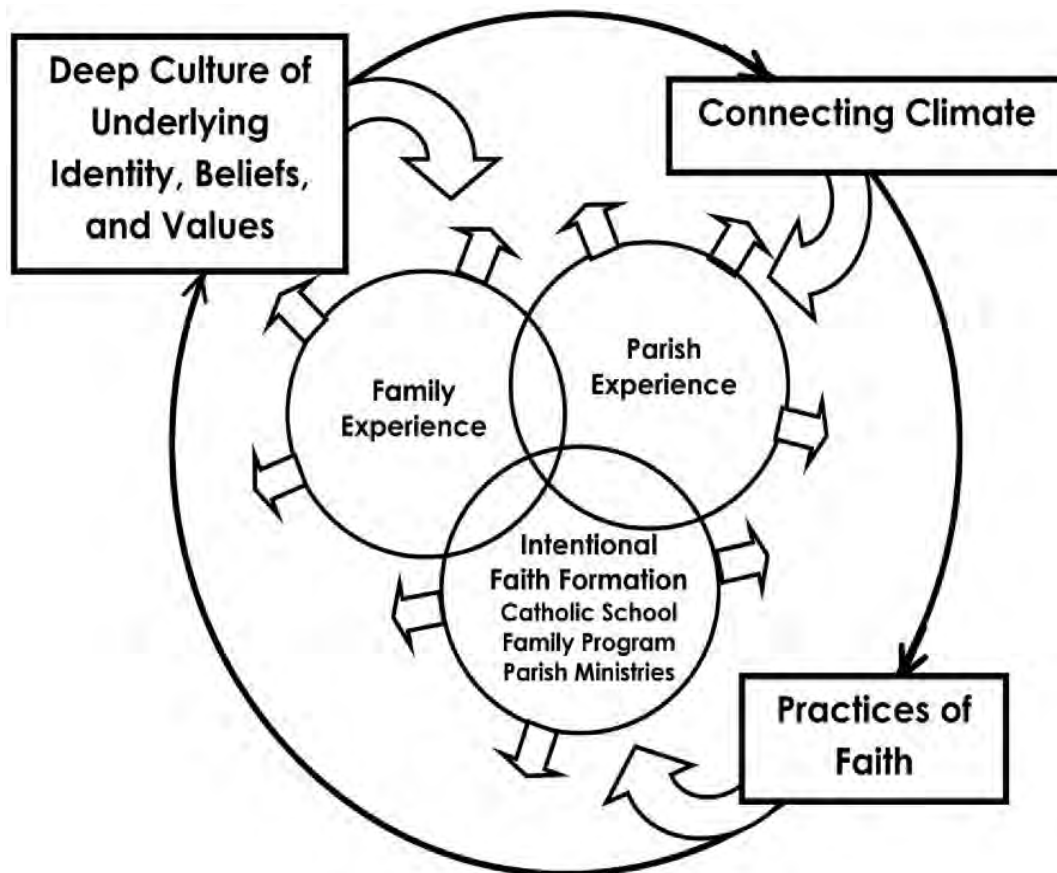 Deep Culture of
Underlying
Identity, Beliefs,
and Values
Connecting Climate
Family
Experience
Parish
Experience
Intentional
Faith Formation
Catholic School
Family Program
Parish Ministries
Practices of
Faith